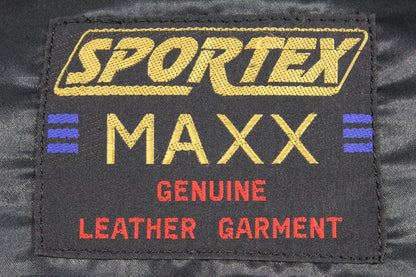 SPORTEX
MAXX
GENUINE
LEATHER GARMENT